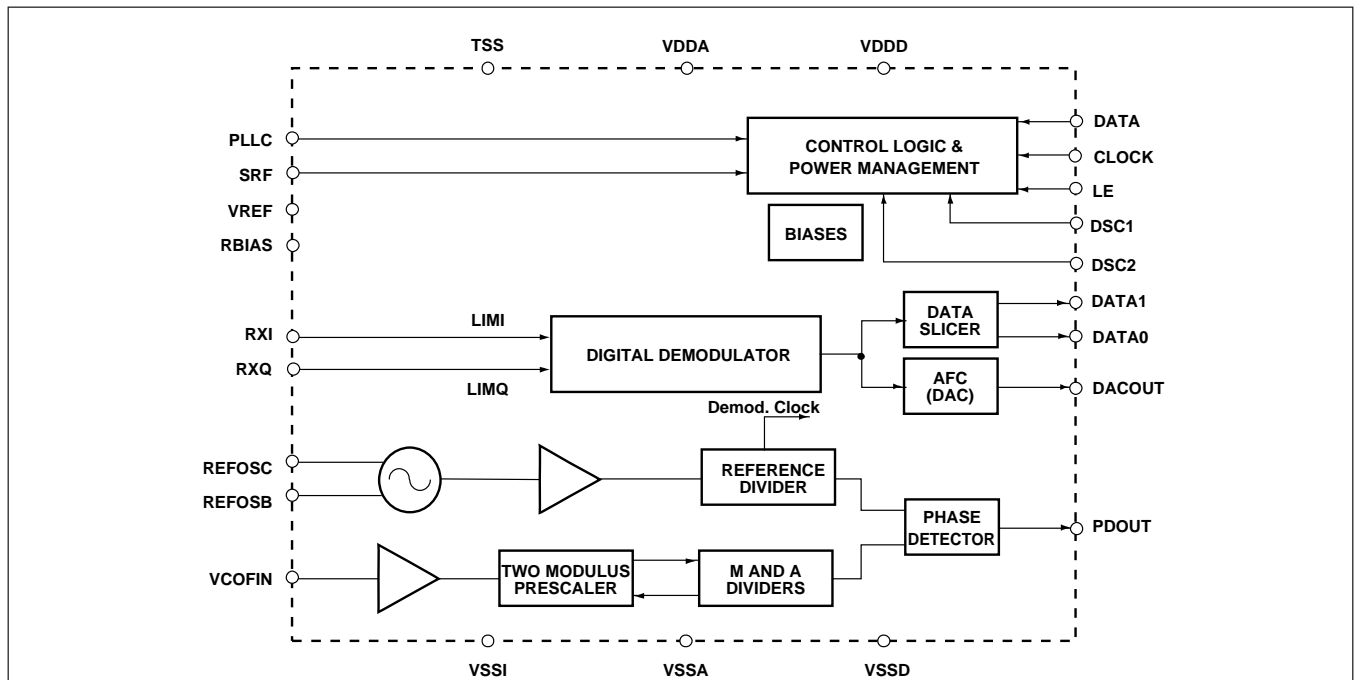 TSS
VDDA
VDDD
PLLC
SRF
VREF
RBIAS
CONTROL LOGIC &
POWER MANAGEMENT
BIASES
DATA
CLOCK
LE
DSC1
DSC2
RXI
RXQ
LIMI
LIMQ
DIGITAL DEMODULATOR
DATA
SLICER
AFC
(DAC)
DATA1
DATA0
DACOUT
Demod. Clock
REFOSC
REFOSB
REFERENCE
DIVIDER
PHASE
DETECTOR
PDOUT
VCOFIN
TWO MODULUS
PRESCALER
M AND A
DIVIDERS
VSSI
VSSA
VSSD